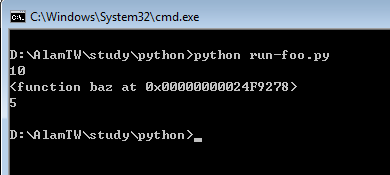 C:\Windows\System32\cmd.exe
D:\AlamTW\study\python>python run-foo.py
10
<function baz at 0x00000000024F9278>
5
D:\AlamTW\study\python>_